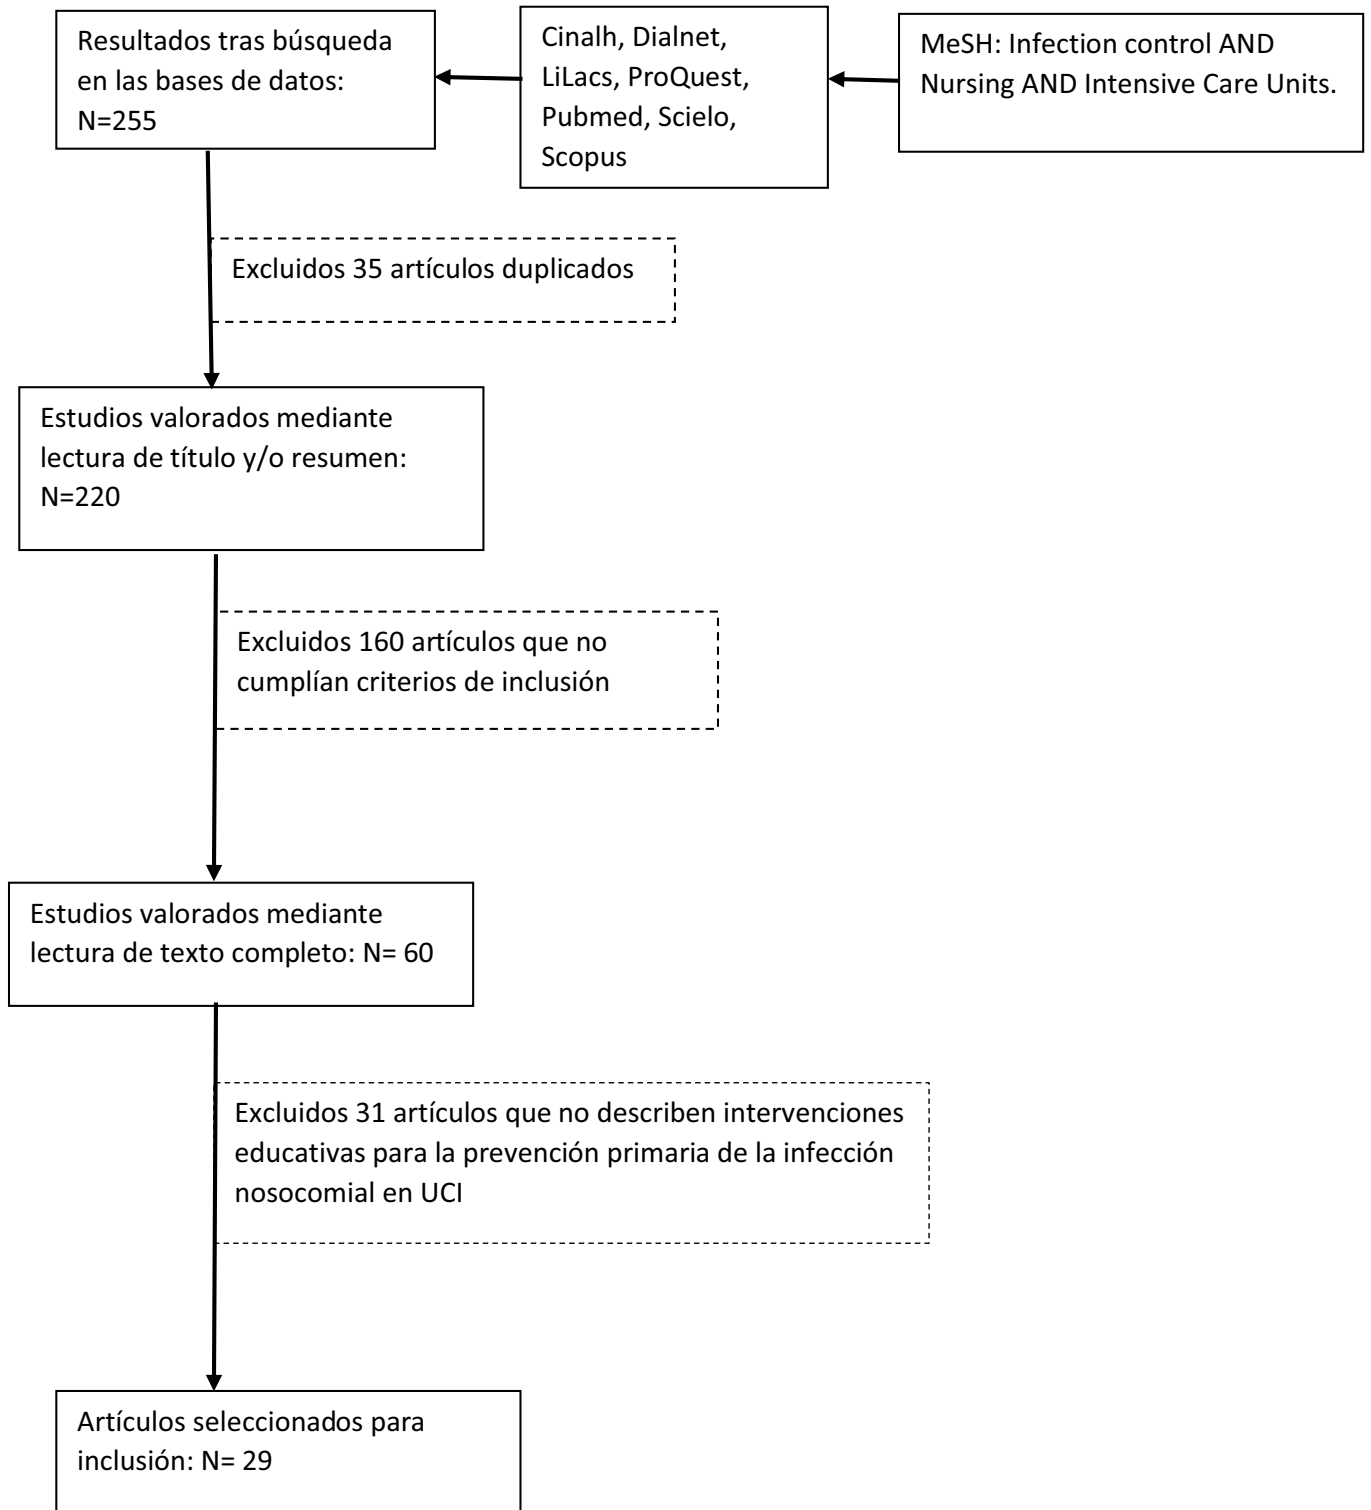 Resultados tras búsqueda
en las bases de datos:
N=255
Cinalh, Dialnet,
LiLacs, ProQuest,
Pubmed, Scielo,
Scopus
MeSH: Infection control AND
Nursing AND Intensive Care Units.
Excluidos 35 artículos duplicados
Estudios valorados mediante
lectura de título y/o resumen:
N=220
Excluidos 160 artículos que no
cumplían criterios de inclusión
Estudios valorados mediante
lectura de texto completo: N= 60
Excluidos 31 artículos que no describen intervenciones
educativas para la prevención primaria de la infección
nosocomial en UCI
Artículos seleccionados para
inclusión: N= 29